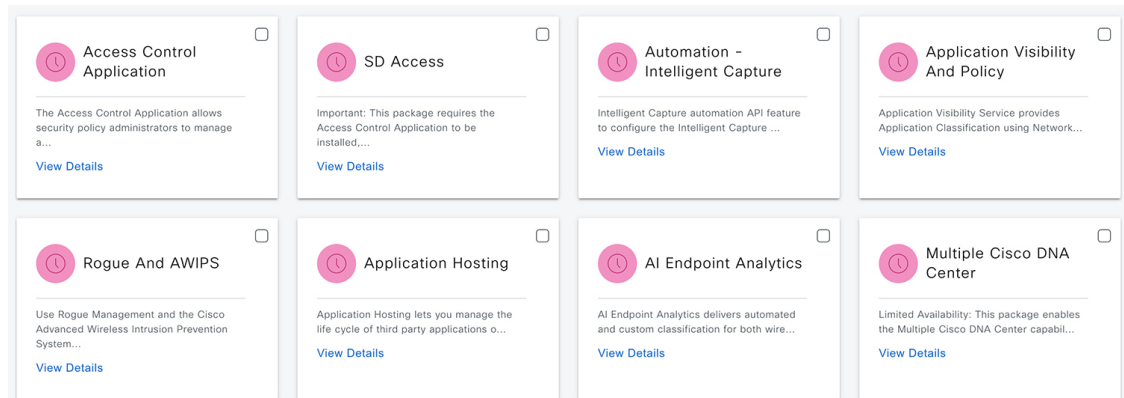 Access Control
Application
The Access Control Application allows
security policy administrators to manage
a...
View Details
SD Access
Important: This package requires the
Access Control Application to be
installed,...
View Details
Automation -
Intelligent Capture
Intelligent Capture automation API feature
to configure the Intelligent Capture ...
View Details
Application Visibility
And Policy
Application Visibility Service provides
Application Classification using Network...
View Details
Rogue And AWIPS
Use Rogue Management and the Cisco
Advanced Wireless Intrusion Prevention
System...
View Details
Application Hosting
Application Hosting lets you manage the
life cycle of third party applications o...
View Details
AI Endpoint Analytics
AI Endpoint Analytics delivers automated
and custom classification for both wire...
View Details
Multiple Cisco DNA
Center
Limited Availability: This package enables
the Multiple Cisco DNA Center capabil...
View Details